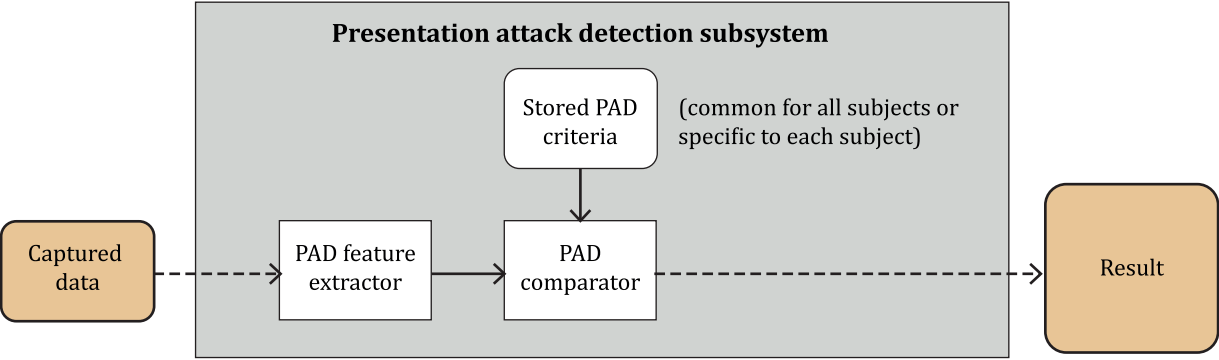 Presentation attack detection subsystem
Stored PAD
criteria
(common for all subjects or
specific to each subject)
Captured
data
PAD feature
extractor
PAD
comparator
Result